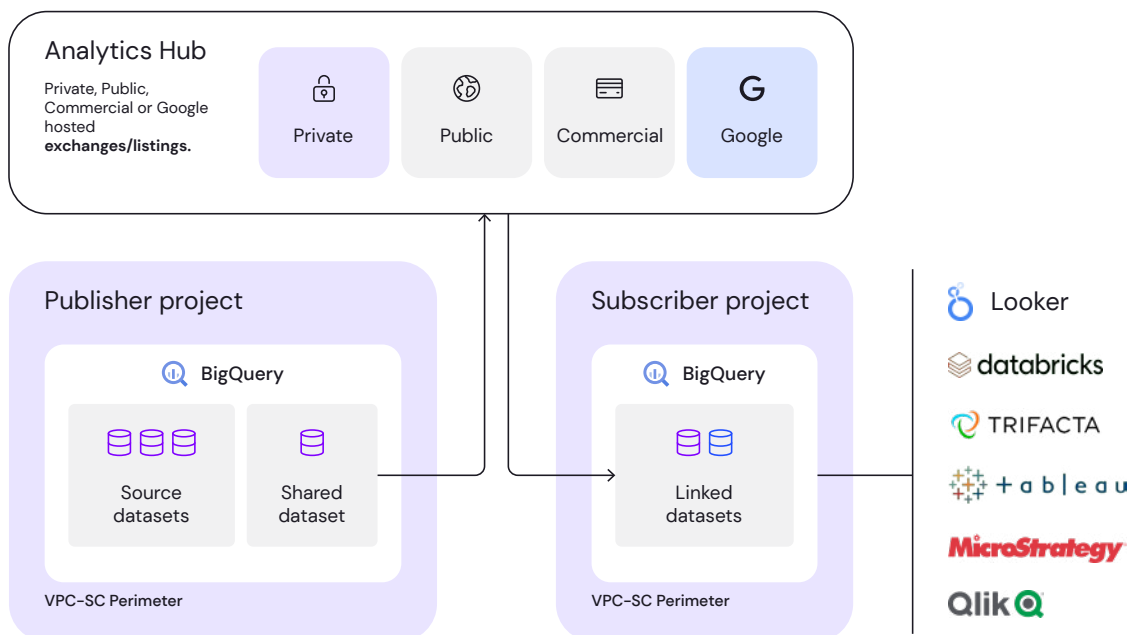 Analytics Hub
Private, Public,
Commercial or Google
hosted
exchanges/listings.
Private
Public
Commercial
Google
Publisher project
BigQuery
Source
datasets
Shared
dataset
VPC-SC Perimeter
Subscriber project
BigQuery
Linked
datasets
VPC-SC Perimeter
Looker
databricks
TRIFACTA
+ableau
MicroStrategy
Qlik